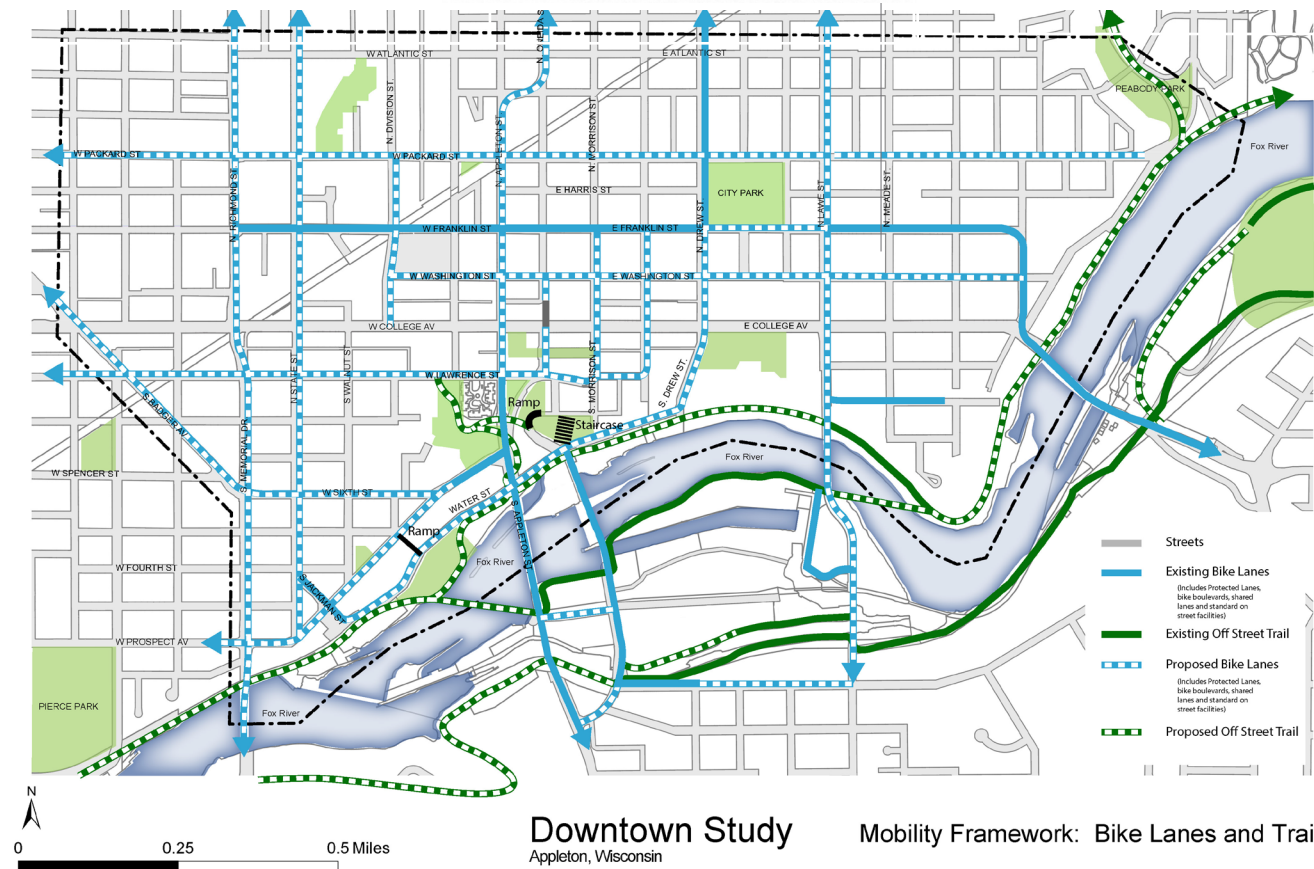 N. ONEIDA S
W ATLANTIC ST
E ATLANTIC ST
N. DIVISION ST.
N. APPLETON ST
N. MORRISON ST
PEABODY PARK
Fox River
W PACKARD ST
W PACKARD ST
N. RICHMOND ST.
E HARRIS ST
CITY PARK
N. DREW ST.
N LAWE ST
N. MEADE ST.
W FRANKLIN ST
E FRANKLIN ST
W WASHINGTON ST
E WASHINGTON ST
W COLLEGE AV
E COLLEGE AV
N STATE ST
S WALNUT ST
S. MORRISON ST
S. DREW ST.
W LAWRENCE ST
S BADGER AV
S. MEMORIAL DR
Ramp
Staircase
W SPENCER ST
W SIXTH ST
WATER ST
S. APPLETON ST
Fox River
Ramp
Fox River
W FOURTH ST
S JACKMAN ST
W PROSPECT AV
PIERCE PARK
Fox River
Streets
Existing Bike Lanes
(Includes Protected Lanes,
bike boulevards, shared
lanes and standard on
street facilities)
Existing Off Street Trail
Proposed Bike Lanes
(Includes Protected Lanes,
bike boulevards, shared
lanes and standard on
street facilities)
Proposed Off Street Trail
N
0 0.25 0.5 Miles
Downtown Study
Appleton, Wisconsin
Mobility Framework: Bike Lanes and Trai